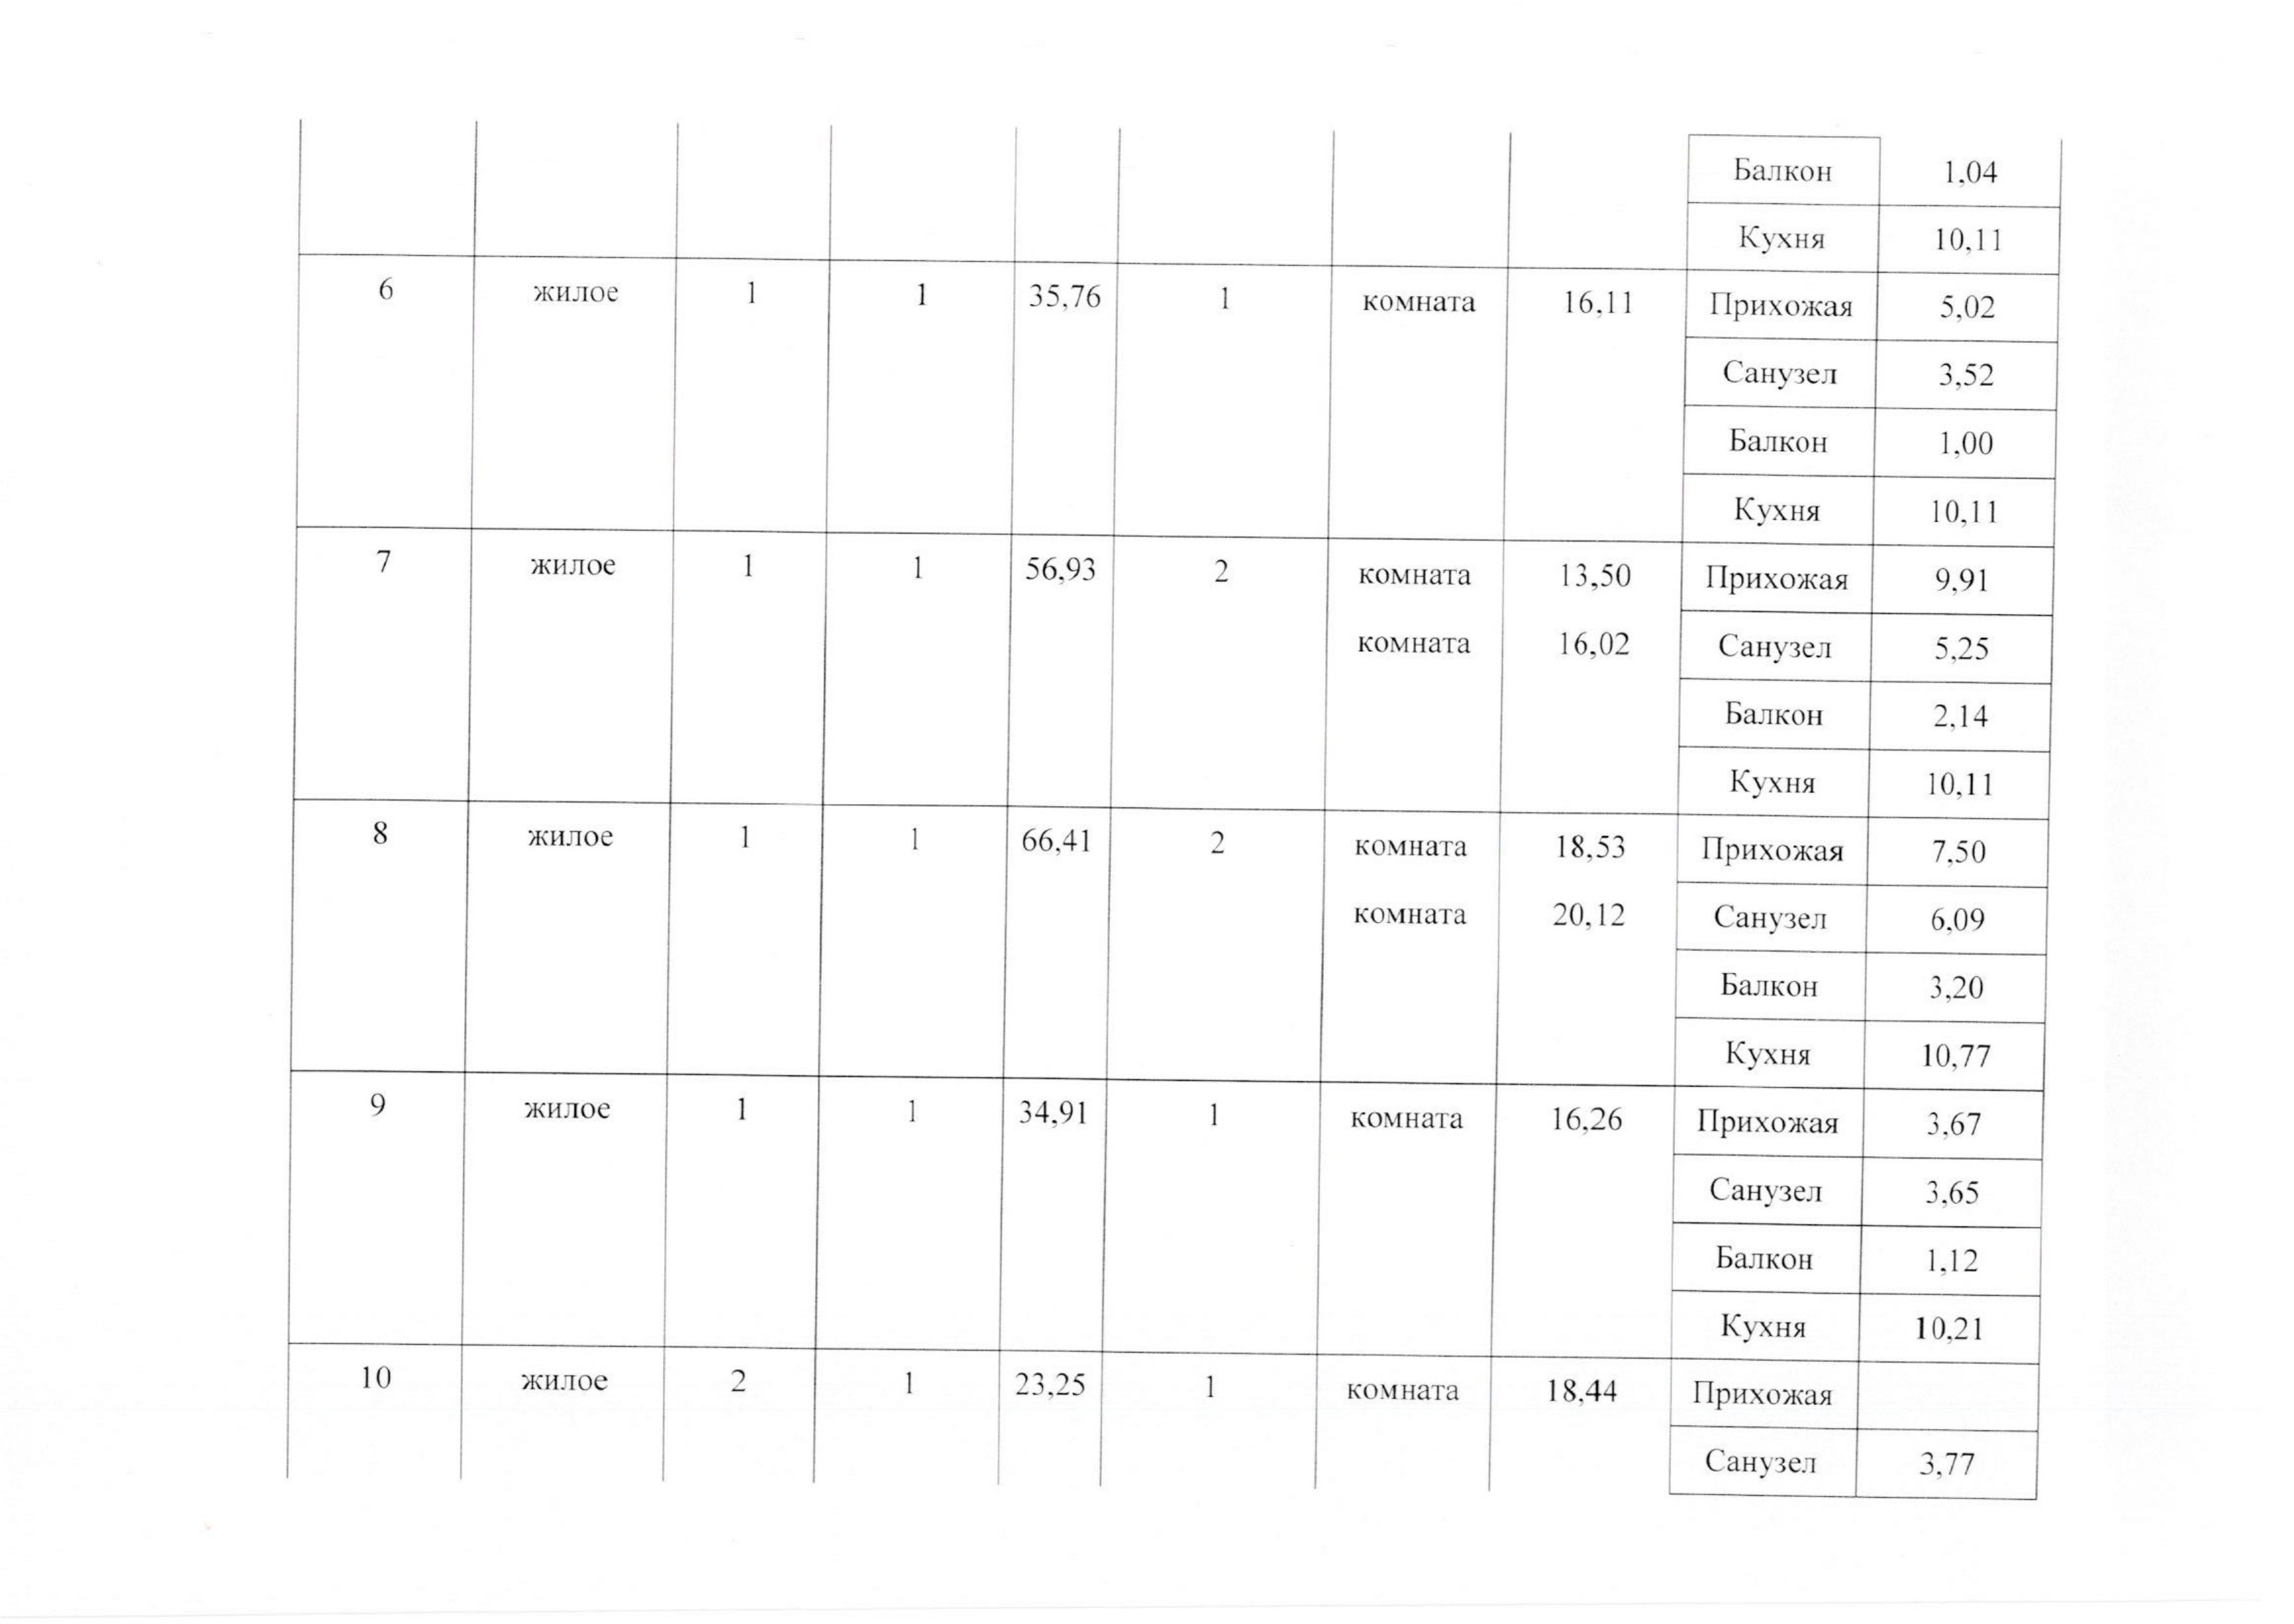 Балкон 1,04
Кухня 10,11
6 жилое 1 1 35,76 1 комната 16,11 Прихожая 5,02
Санузел 3,52
Балкон 1,00
Кухня 10,11
7 жилое 1 1 56,93 2 комната 13,50 Прихожая 9,91
комната 16,02 Санузел 5,25
Балкон 2,14
Кухня 10,11
8 жилое 1 1 66,41 2 комната 18,53 Прихожая 7,50
комната 20,12 Санузел 6,09
Балкон 3,20
Кухня 10,77
9 жилое 1 1 34,91 1 комната 16,26 Прихожая 3,67
Санузел 3,65
Балкон 1,12
Кухня 10,21
10 жилое 2 1 23,25 1 комната 18,44 Прихожая
Санузел 3,77